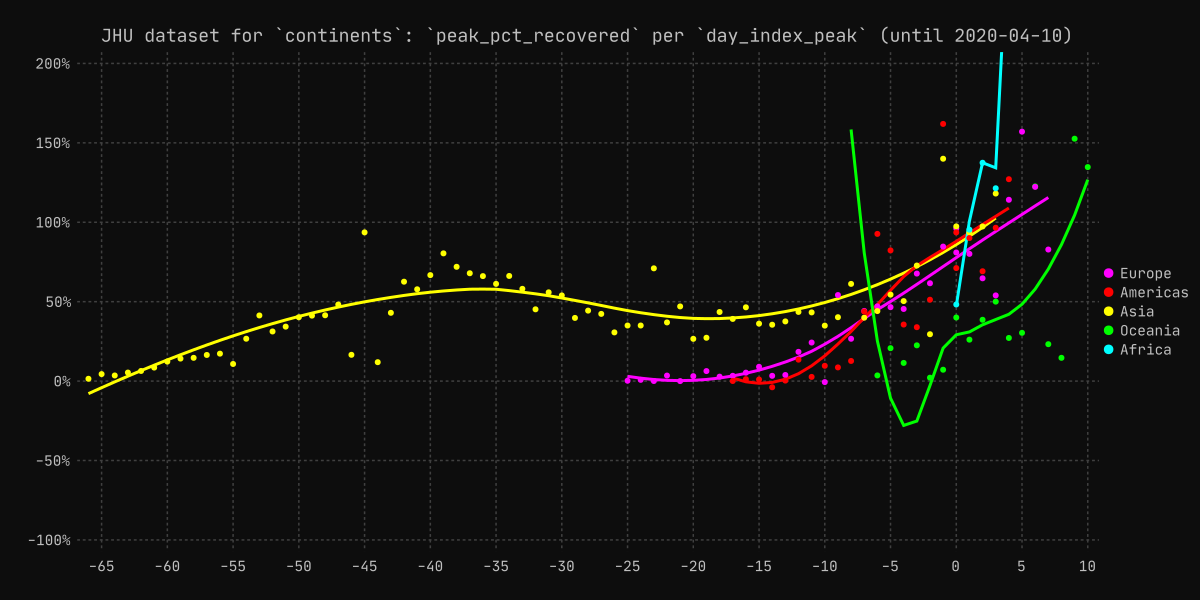 JHU dataset for `continents`: `peak_pct_recovered` per `day_index_peak` (until 2020-04-10)
200%
150%
100%
50%
0%
-50%
-100%
-65 -60 -55 -50 -45 -40 -35 -30 -25 -20 -15 -10 -5 0 5 10
Europe
Americas
Asia
Oceania
Africa